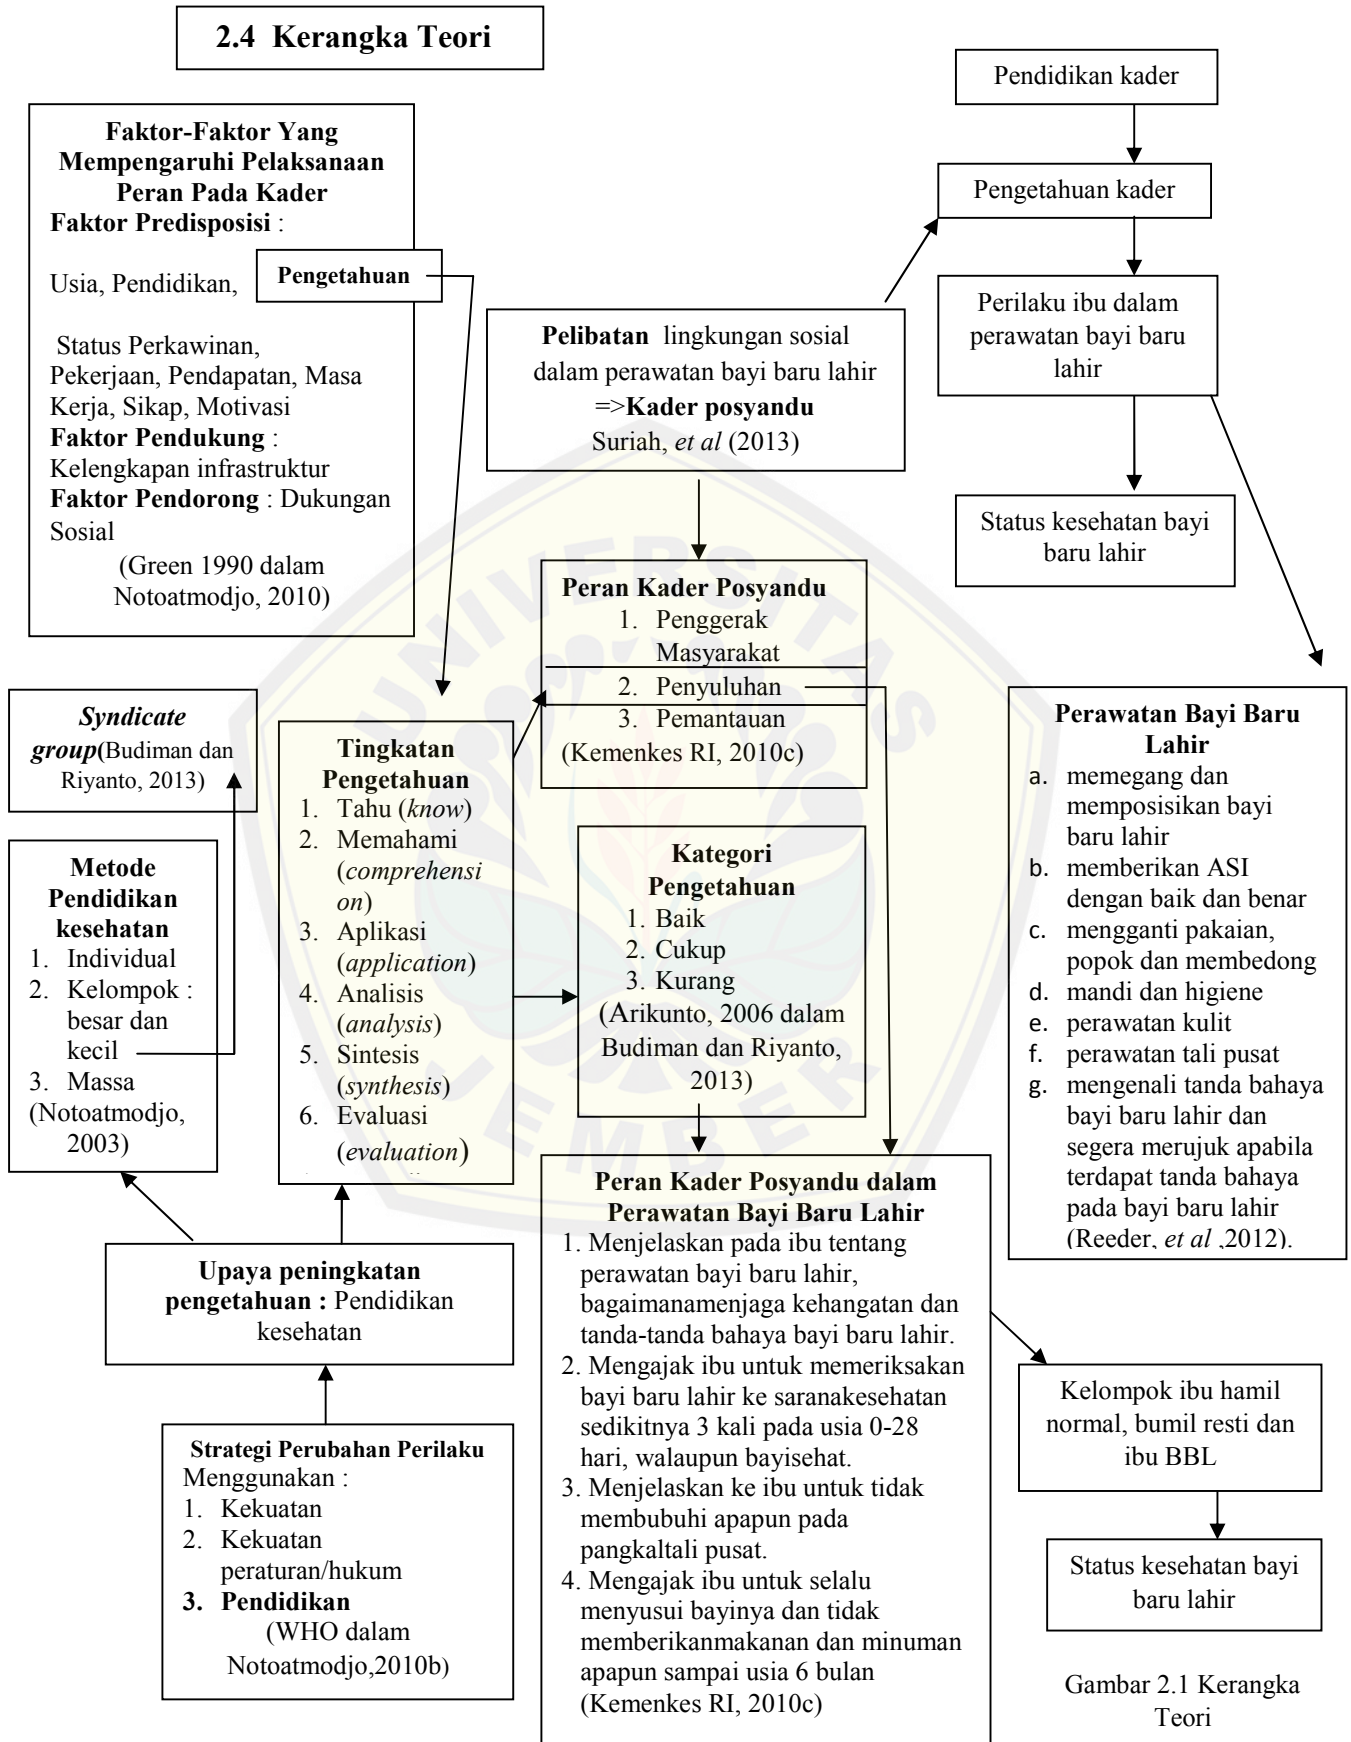 2.4 Kerangka Teori
Pendidikan kader
Pengetahuan kader
Perilaku ibu dalam
perawatan bayi baru
lahir
Status kesehatan bayi
baru lahir
Faktor-Faktor Yang
Mempengaruhi Pelaksanaan
Peran Pada Kader
Faktor Predisposisi :
Usia, Pendidikan,
Pengetahuan
Status Perkawinan,
Pekerjaan, Pendapatan, Masa
Kerja, Sikap, Motivasi
Faktor Pendukung :
Kelengkapan infrastruktur
Faktor Pendorong : Dukungan
Sosial
(Green 1990 dalam
Notoatmodjo, 2010)
Pelibatan lingkungan sosial
dalam perawatan bayi baru lahir
=>Kader posyandu
Suriah, et al (2013)
Peran Kader Posyandu
1. Penggerak
Masyarakat
2. Penyuluhan
3. Pemantauan
(Kemenkes RI, 2010c)
Syndicate
group(Budiman dan
Riyanto, 2013)
Metode
Pendidikan
kesehatan
1. Individual
2. Kelompok :
besar dan
kecil
3. Massa
(Notoatmodjo,
2003)
Tingkatan
Pengetahuan
1. Tahu (know)
2. Memahami
(comprehensi
on)
3. Aplikasi
(application)
4. Analisis
(analysis)
5. Sintesis
(synthesis)
6. Evaluasi
(evaluation)
Kategori
Pengetahuan
1. Baik
2. Cukup
3. Kurang
(Arikunto, 2006 dalam
Budiman dan Riyanto,
2013)
Perawatan Bayi Baru
Lahir
a. memegang dan
memposisikan bayi
baru lahir
b. memberikan ASI
dengan baik dan benar
c. mengganti pakaian,
popok dan membedong
d. mandi dan higiene
e. perawatan kulit
f. perawatan tali pusat
g. mengenali tanda bahaya
bayi baru lahir dan
segera merujuk apabila
terdapat tanda bahaya
pada bayi baru lahir
(Reeder, et al ,2012).
Upaya peningkatan
pengetahuan : Pendidikan
kesehatan
Strategi Perubahan Perilaku
Menggunakan :
1. Kekuatan
2. Kekuatan
peraturan/hukum
3. Pendidikan
(WHO dalam
Notoatmodjo,2010b)
Peran Kader Posyandu dalam
Perawatan Bayi Baru Lahir
1. Menjelaskan pada ibu tentang
perawatan bayi baru lahir,
bagaimanamenjaga kehangatan dan
tanda-tanda bahaya bayi baru lahir.
2. Mengajak ibu untuk memeriksakan
bayi baru lahir ke saranakesehatan
sedikitnya 3 kali pada usia 0-28
hari, walaupun bayisehat.
3. Menjelaskan ke ibu untuk tidak
membubuhi apapun pada
pangkaltali pusat.
4. Mengajak ibu untuk selalu
menyusui bayinya dan tidak
memberikanmakanan dan minuman
apapun sampai usia 6 bulan
(Kemenkes RI, 2010c)
Kelompok ibu hamil
normal, bumil resti dan
ibu BBL
Status kesehatan bayi
baru lahir
Gambar 2.1 Kerangka
Teori
UNIVERSITAS
JEMBER